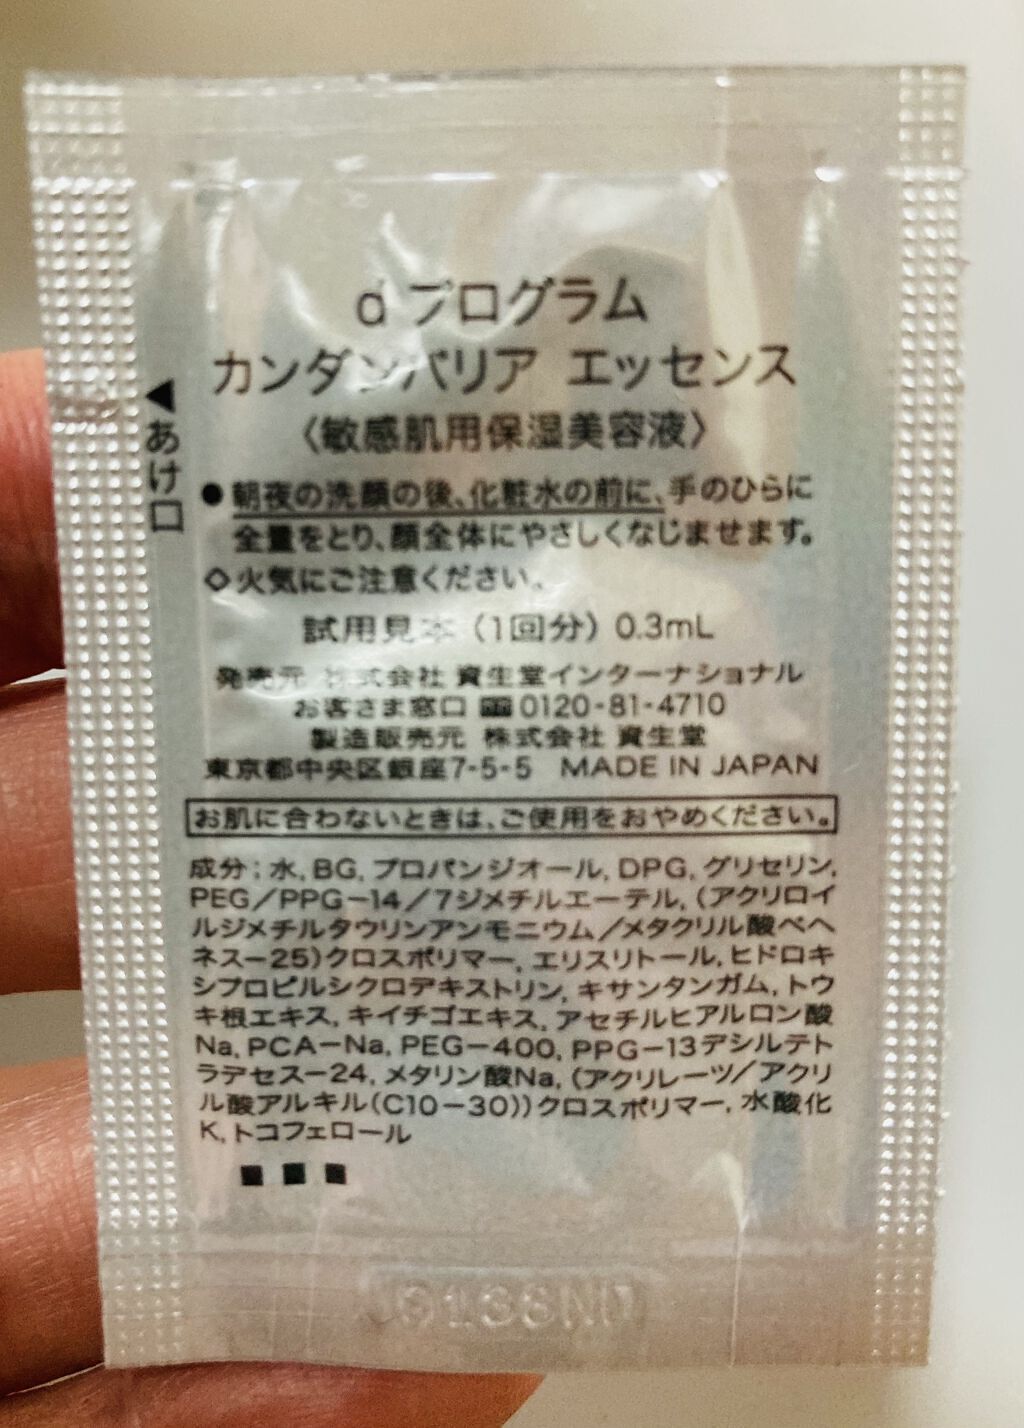 d プログラム
カンダンバリア エッセンス
〈敏感肌用保湿美容液〉
◀あけ口
●朝夜の洗顔の後、化粧水の前に、手のひらに
全量をとり、顔全体にやさしくなじませます。
◇火気にご注意ください。
試用見本（1回分）0.3mL
発売元 株式会社 資生堂インターナショナル
お客さま窓口 0120-81-4710
製造販売元 株式会社 資生堂
東京都中央区銀座7-5-5 MADE IN JAPAN
お肌に合わないときは、ご使用をおやめください。
成分：水, BG, プロパンジオール, DPG, グリセリン,
PEG／PPG－14／7ジメチルエーテル, (アクリロイ
ルジメチルタウリンアンモニウム／メタクリル酸ベヘ
ネス－25)クロスポリマー, エリスリトール, ヒドロキ
シプロピルシクロデキストリン, キサンタンガム, トウ
キ根エキス, キイチゴエキス, アセチルヒアルロン酸
Na, PCA－Na, PEG－400, PPG－13デシルテト
ラデセス－24, メタリン酸Na, (アクリレーツ／アクリ
ル酸アルキル(C10－30))クロスポリマー, 水酸化
K, トコフェロール